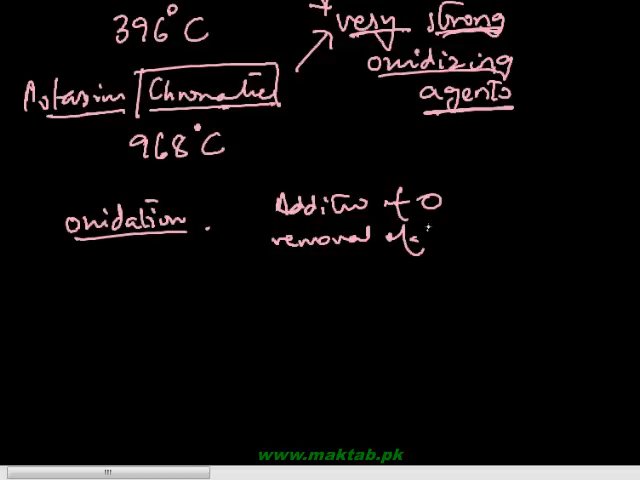 396°C
very strong
oxidizing
agents
Potassium Chromate
968°C
oxidation.
Addition of O
removal of
www.maktab.pk